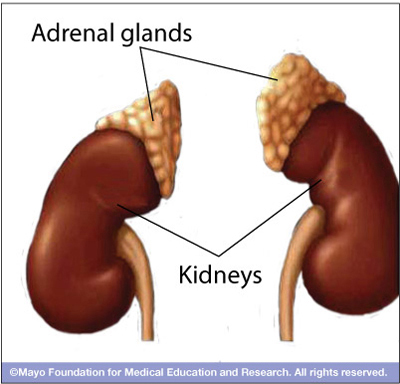 Adrenal glands
Kidneys
©Mayo Foundation for Medical Education and Research. All rights reserved.